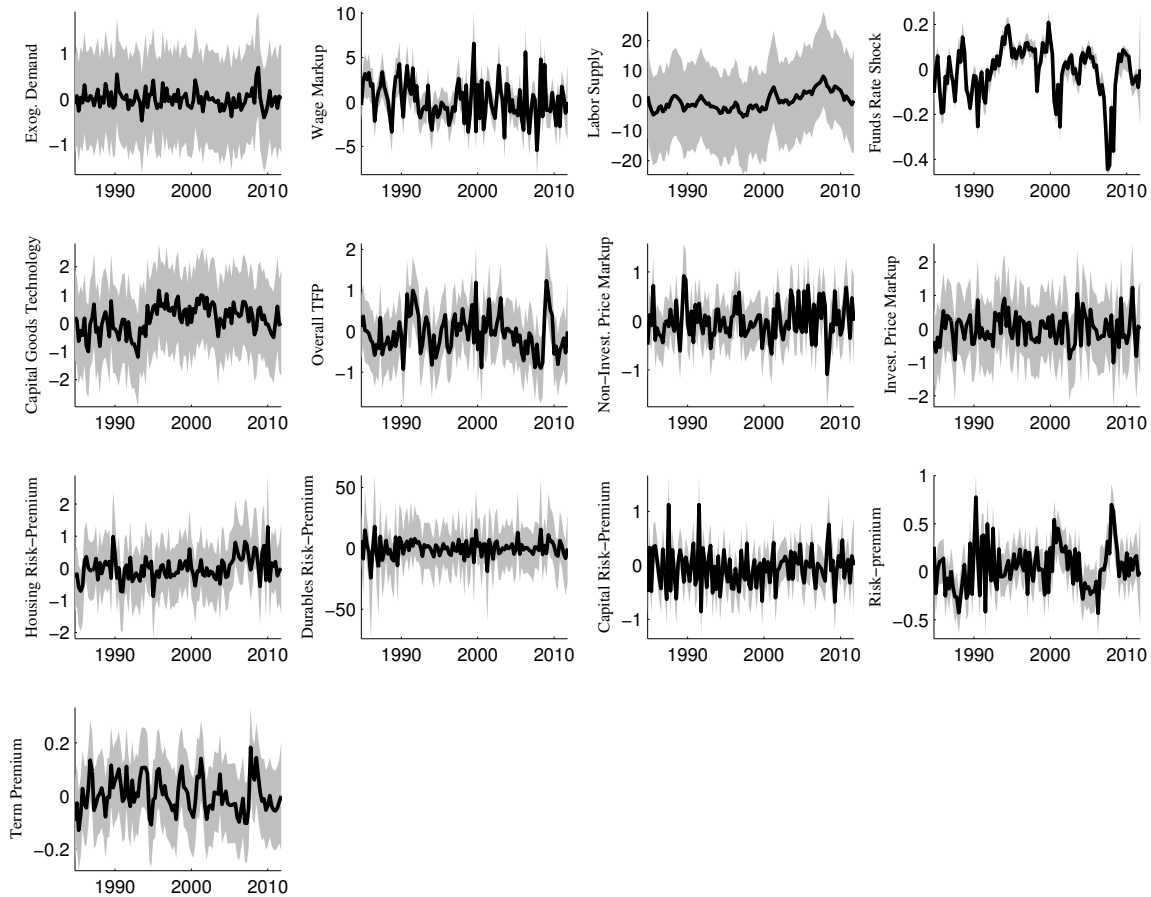 Exog. Demand
1
0
−1
1990 2000 2010
Wage Markup
10
5
0
−5
1990 2000 2010
Labor Supply
20
10
0
−10
−20
1990 2000 2010
Funds Rate Shock
0.2
0
−0.2
−0.4
1990 2000 2010
Capital Goods Technology
2
1
0
−1
−2
1990 2000 2010
Overall TFP
2
1
0
−1
1990 2000 2010
Non−Invest. Price Markup
1
0
−1
1990 2000 2010
Invest. Price Markup
2
1
0
−1
−2
1990 2000 2010
Housing Risk−Premium
2
1
0
−1
−2
1990 2000 2010
Durables Risk−Premium
50
0
−50
1990 2000 2010
Capital Risk−Premium
1
0
−1
1990 2000 2010
Risk−premium
1
0.5
0
−0.5
1990 2000 2010
Term Premium
0.2
0
−0.2
1990 2000 2010